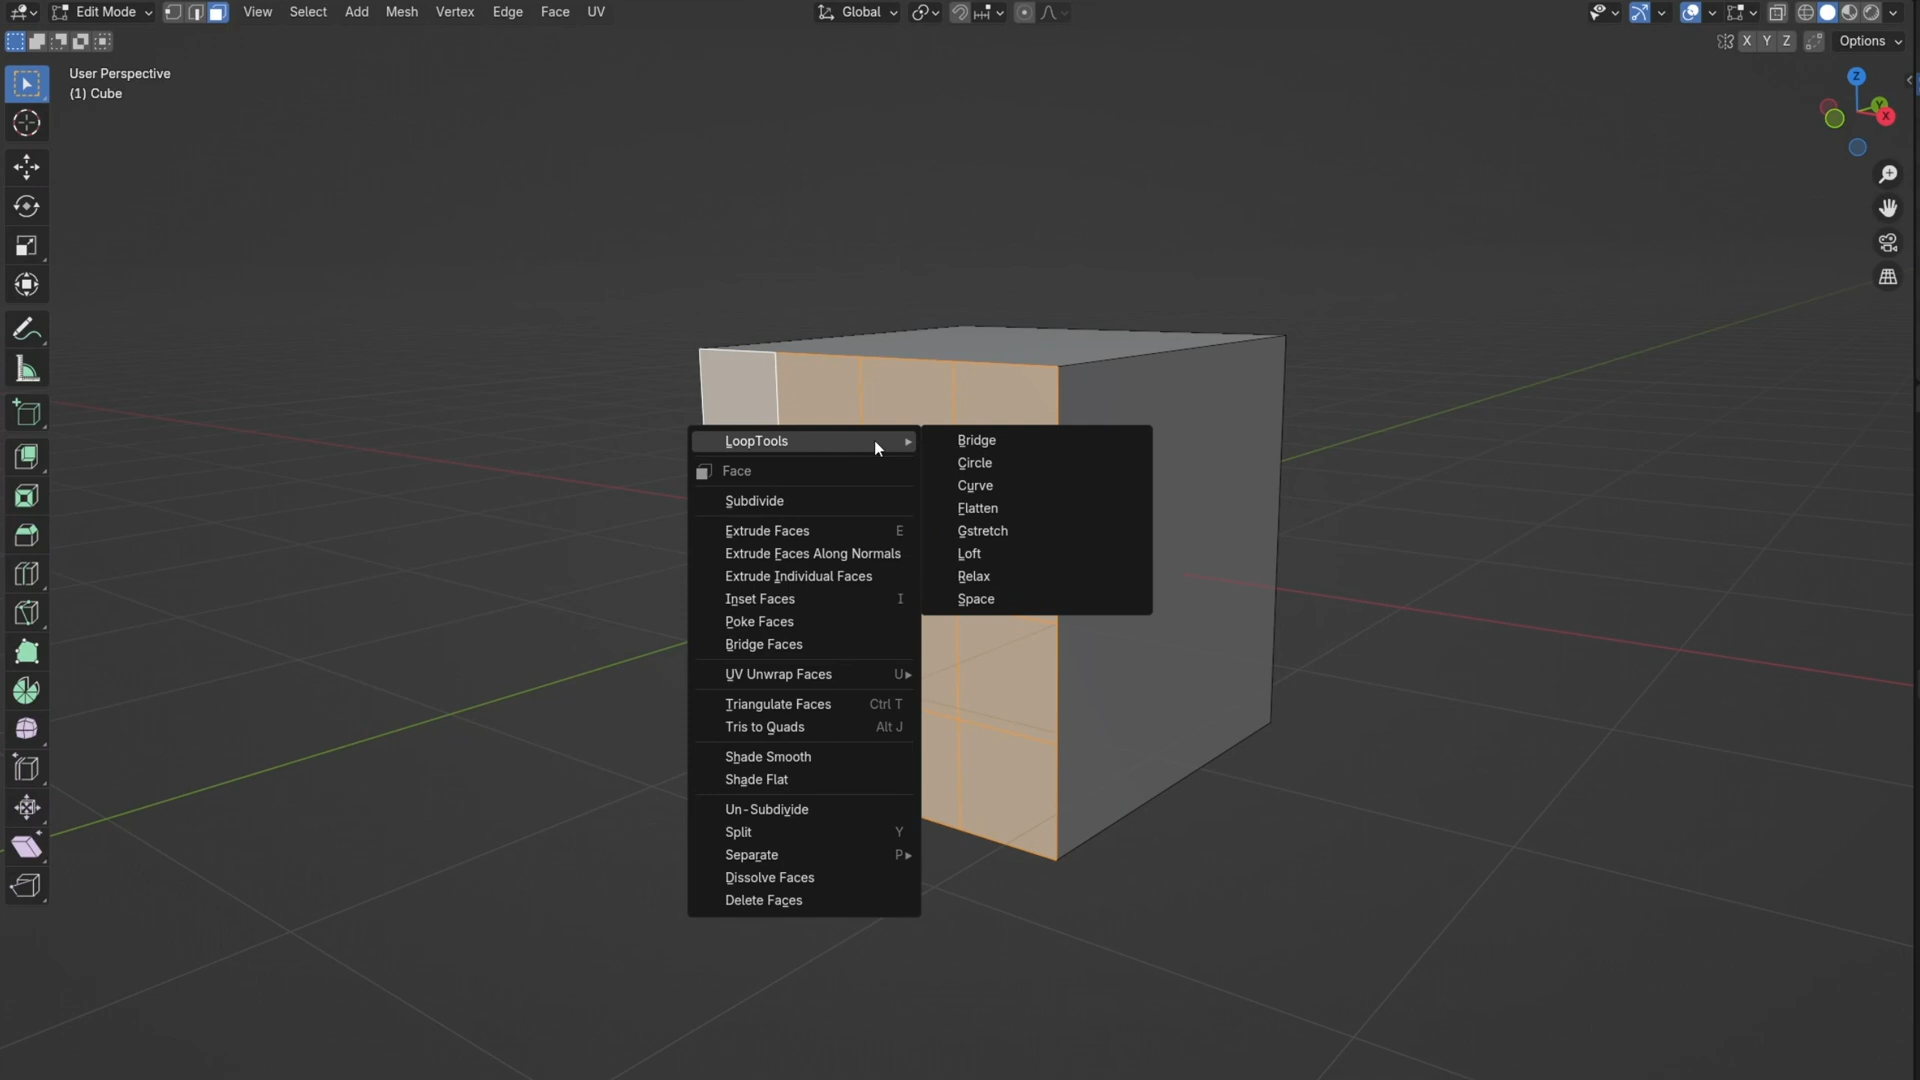 Edit Mode View Select Add Mesh Vertex Edge Face UV Global
X Y Z Options
User Perspective
(1) Cube
Z
Y
X
LoopTools
Face
Subdivide
Extrude Faces E
Extrude Faces Along Normals
Extrude Individual Faces
Inset Faces I
Poke Faces
Bridge Faces
UV Unwrap Faces U
Triangulate Faces Ctrl T
Tris to Quads Alt J
Shade Smooth
Shade Flat
Un-Subdivide
Split Y
Separate P
Dissolve Faces
Delete Faces
Bridge
Circle
Curve
Flatten
Gstretch
Loft
Relax
Space